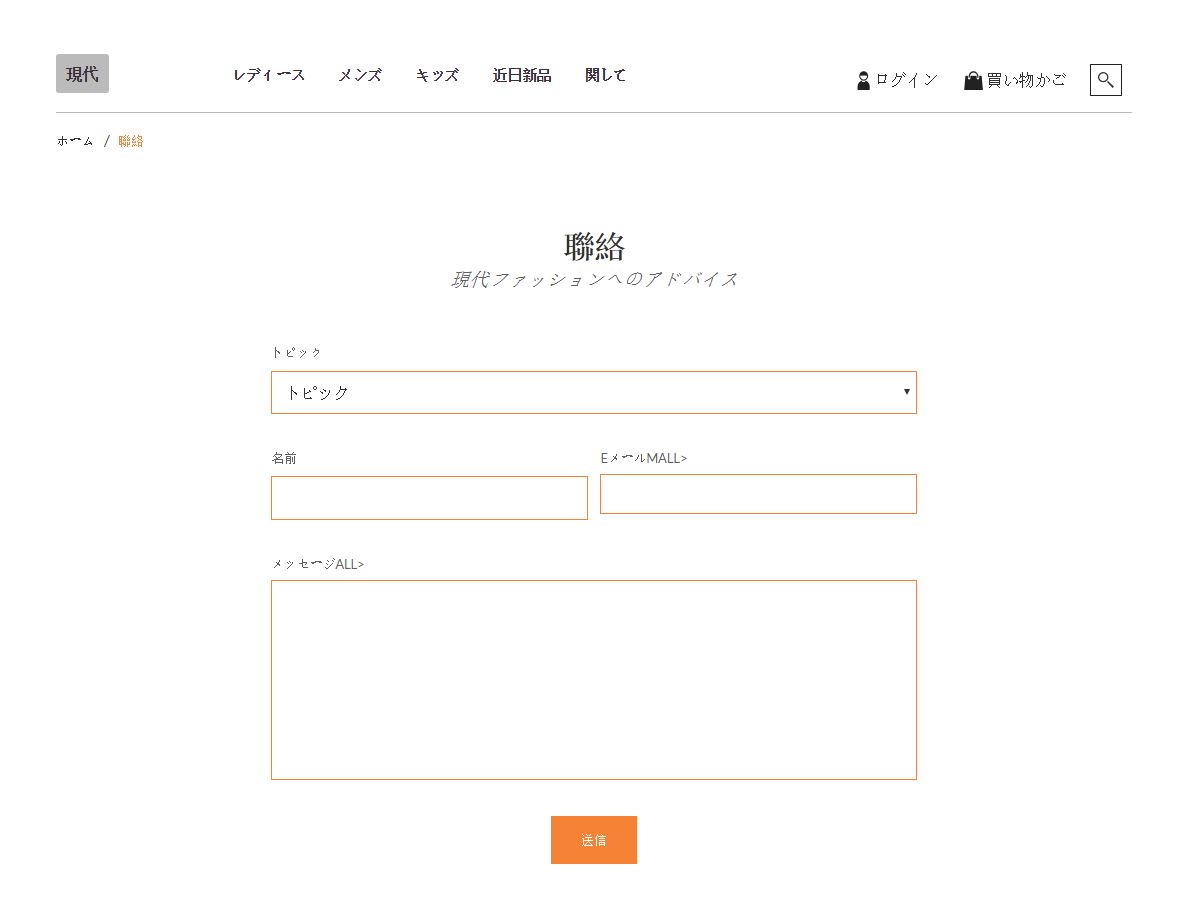 現代 レディース メンズ キッズ 近日新品 関して ログイン 買い物かご
ホーム / 聯絡
聯絡
現代ファッションへのアドバイス
トピック
トピック
名前 EメールMALL>
メッセージALL>
送信